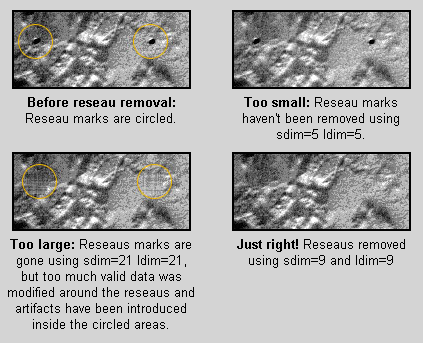 Before reseau removal:
Reseau marks are circled.
Too small: Reseau marks
haven't been removed using
sdim=5 ldim=5.
Too large: Reseaus marks are
gone using sdim=21 ldim=21,
but too much valid data was
modified around the reseaus and
artifacts have been introduced
inside the circled areas.
Just right! Reseaus removed
using sdim=9 and ldim=9